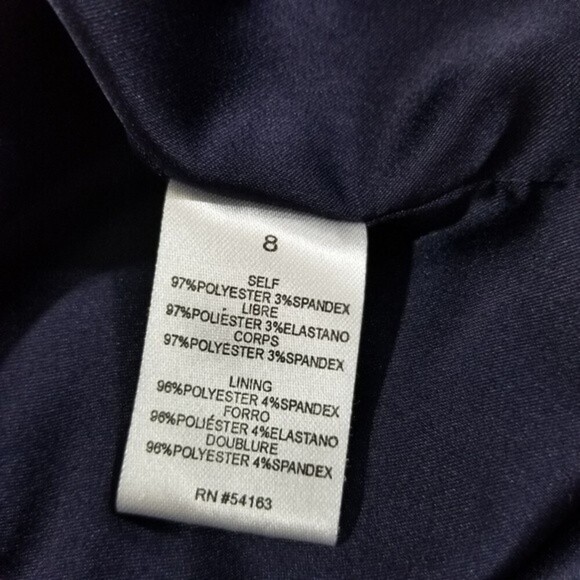 8
SELF
97%POLYESTER 3%SPANDEX
LIBRE
97%POLIÉSTER 3%ELASTANO
CORPS
97%POLYESTER 3%SPANDEX
LINING
96%POLYESTER 4%SPANDEX
FORRO
96%POLIÉSTER 4%ELASTANO
DOUBLURE
96%POLYESTER 4%SPANDEX
RN #54163